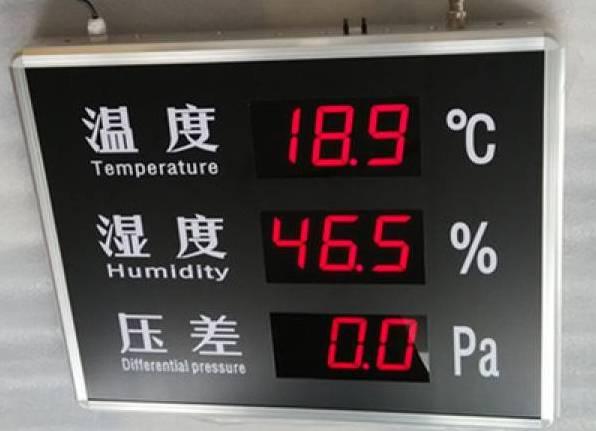 温度 18.9 °C
Temperature
湿度 46.5 %
Humidity
压差 0.0 Pa
Differential pressure